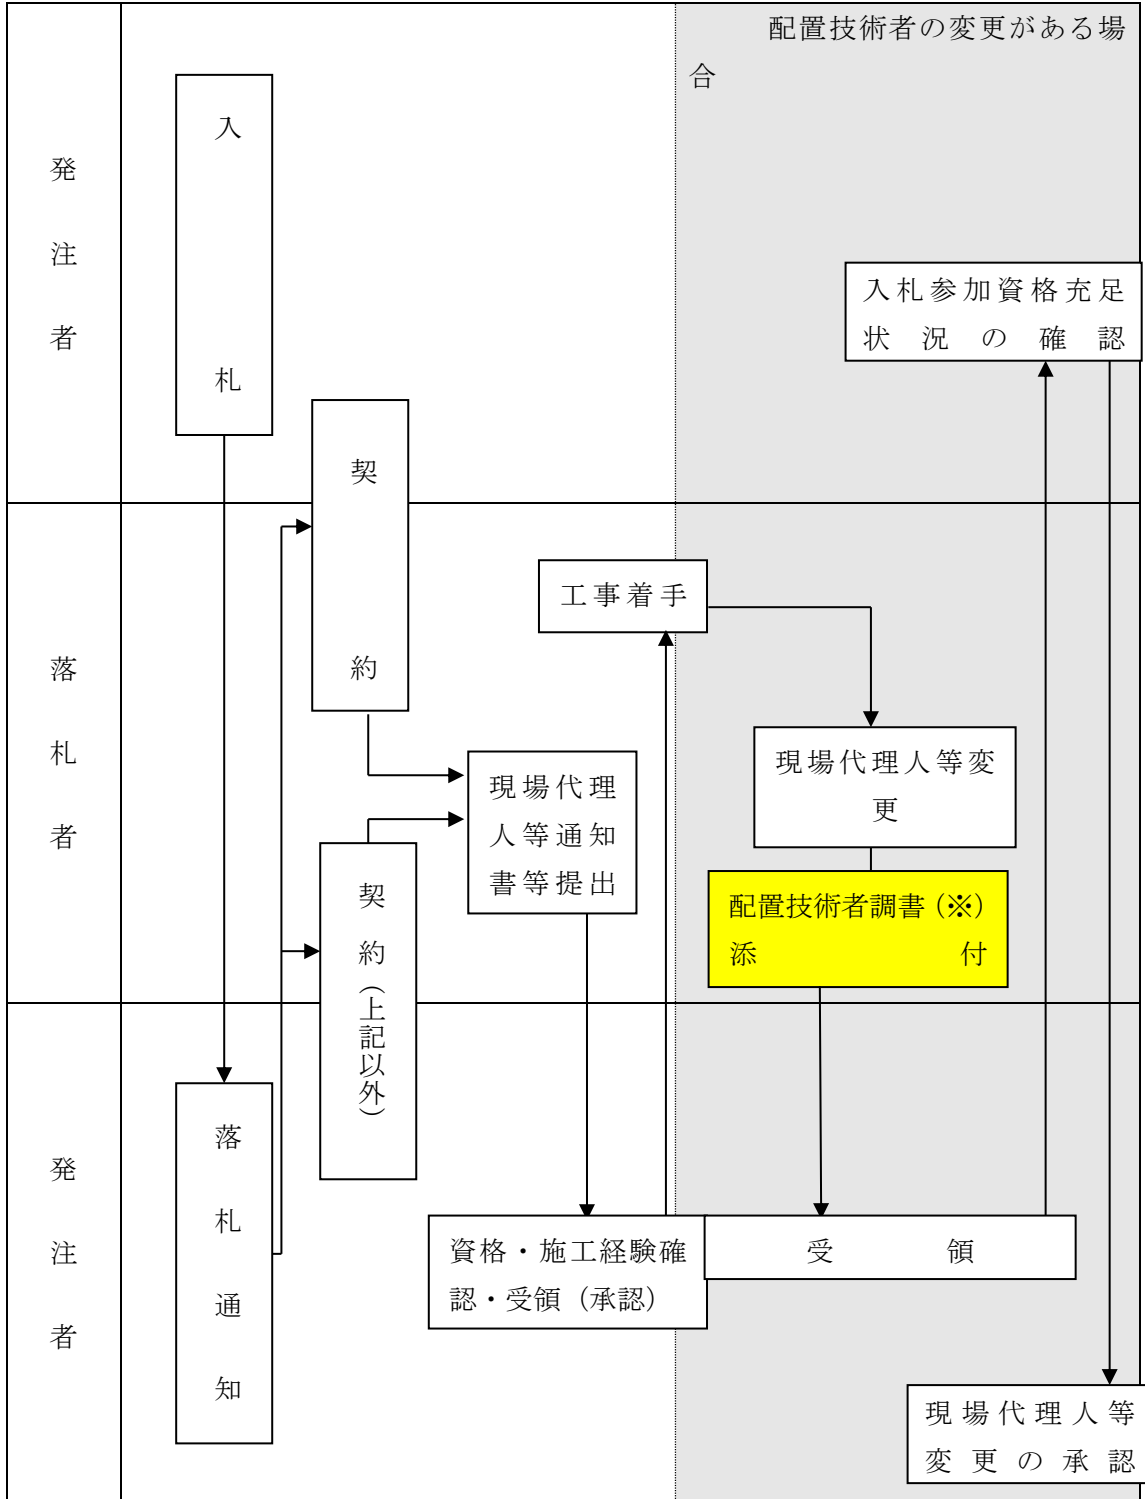 配置技術者の変更がある場
合
発注者
入札
入札参加資格充足
状況の確認
契約
落札者
工事着手
現場代理人等変
更
現場代理
人等通知
書等提出
契約（上記以外）
配置技術者調書（※）
添付
発注者
落札通知
資格・施工経験確
認・受領（承認）
受領
現場代理人等
変更の承認